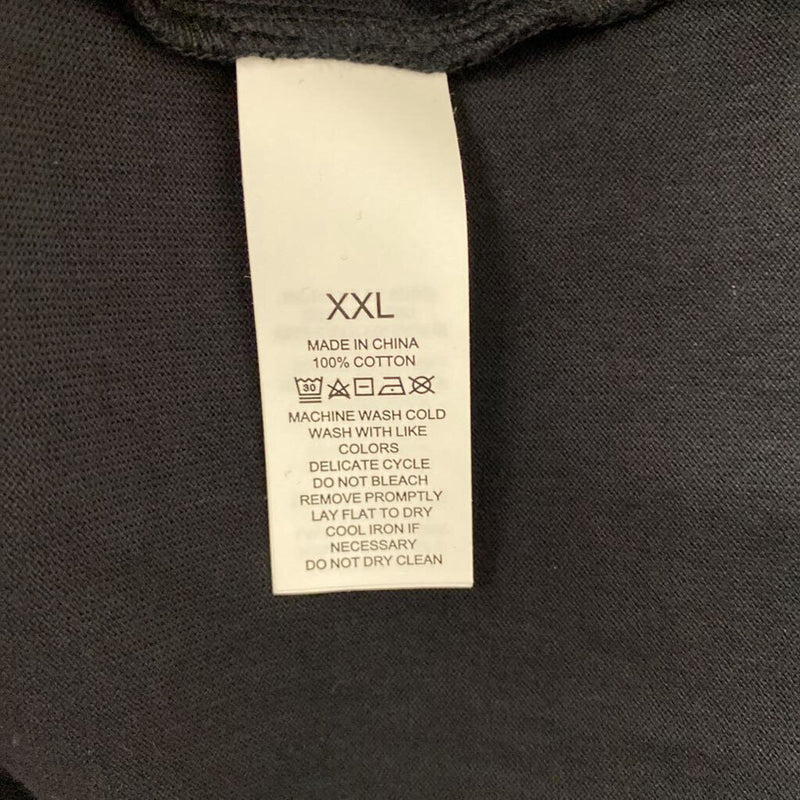 XXL
MADE IN CHINA
100% COTTON
30
MACHINE WASH COLD
WASH WITH LIKE
COLORS
DELICATE CYCLE
DO NOT BLEACH
REMOVE PROMPTLY
LAY FLAT TO DRY
COOL IRON IF
NECESSARY
DO NOT DRY CLEAN